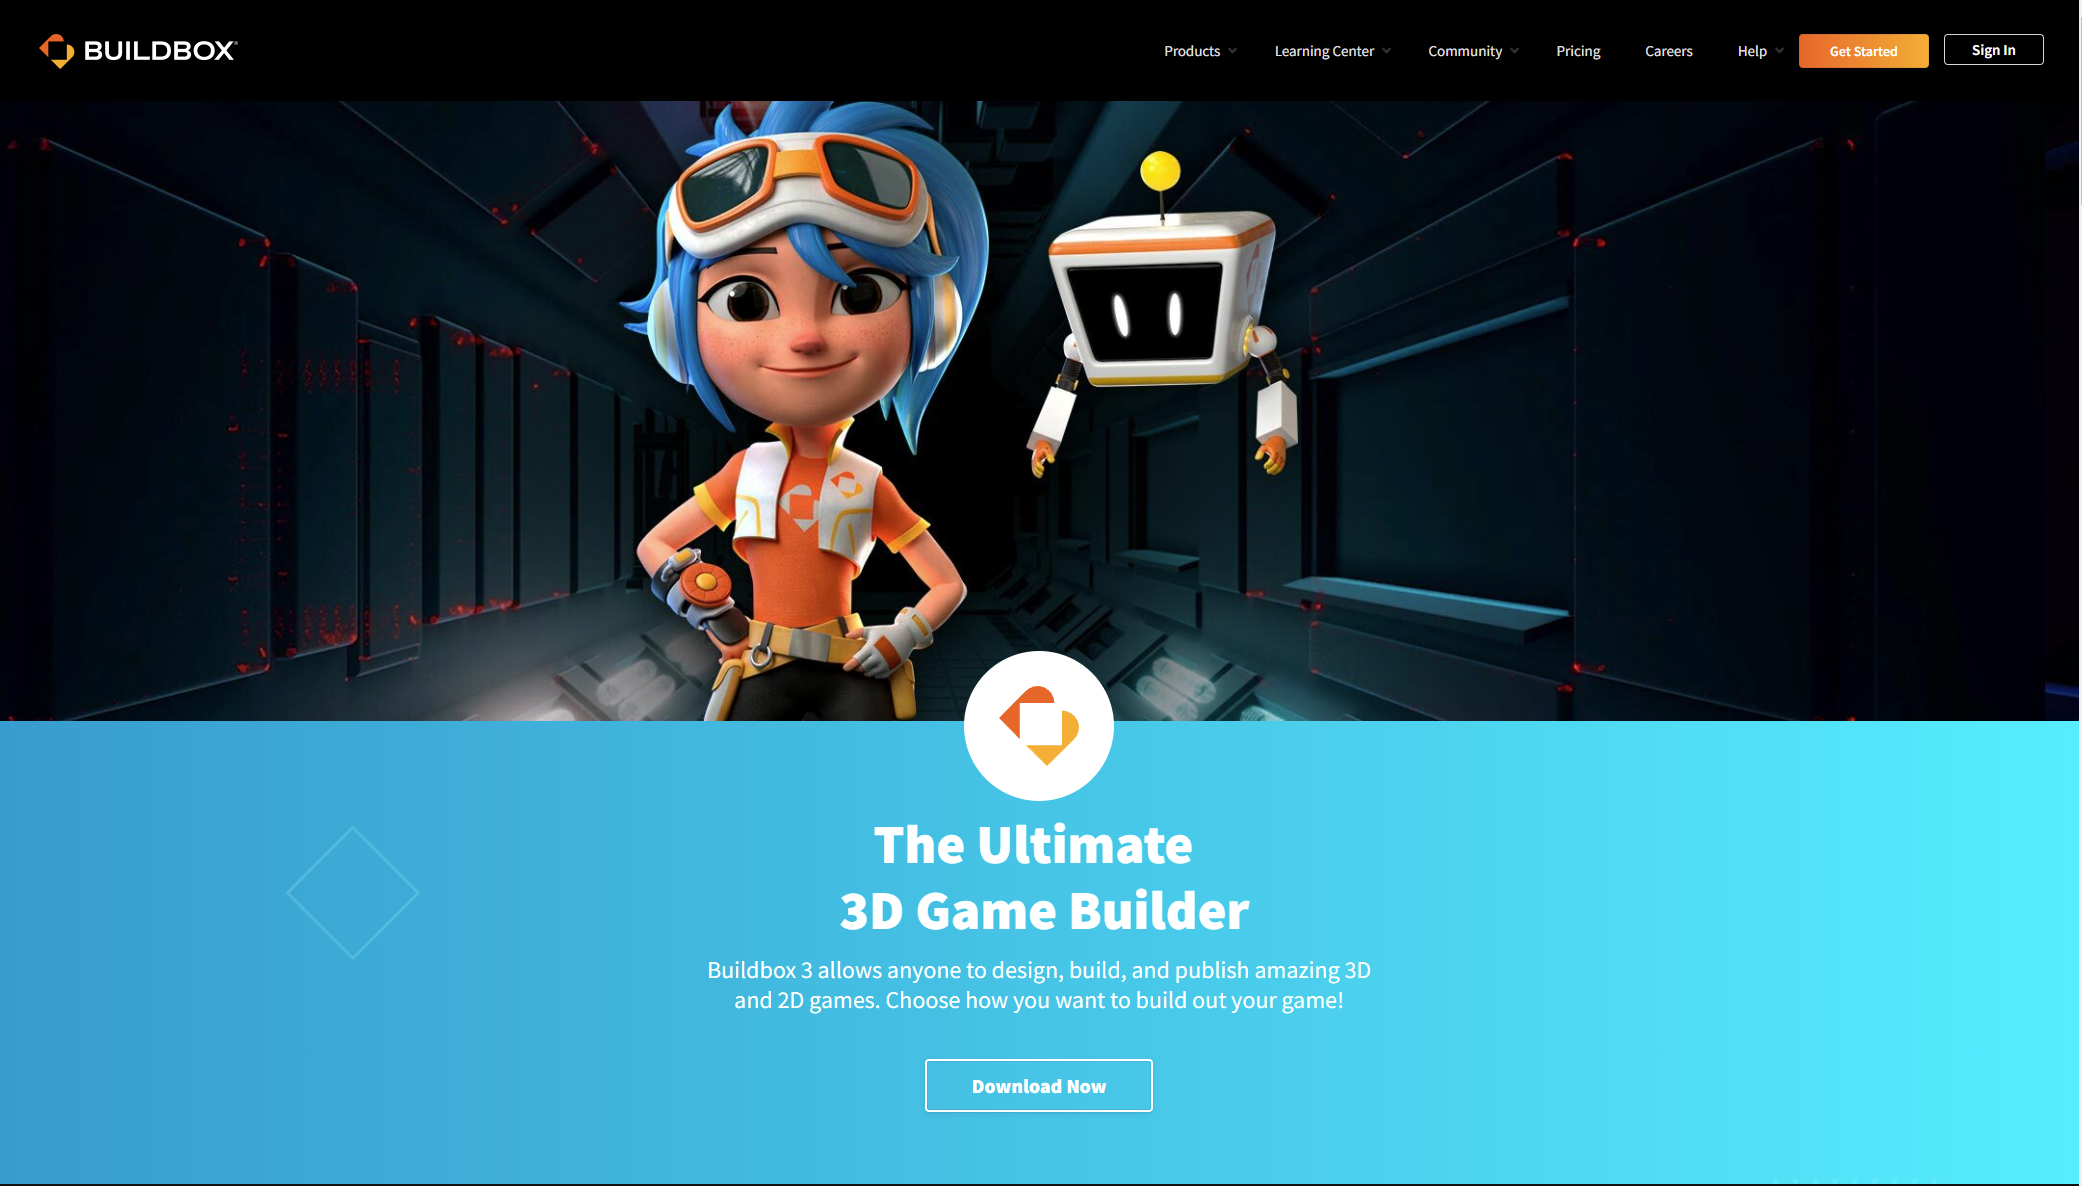 BUILDBOX
Products Learning Center Community Pricing Careers Help Get Started Sign In
The Ultimate
3D Game Builder
Buildbox 3 allows anyone to design, build, and publish amazing 3D
and 2D games. Choose how you want to build out your game!
Download Now